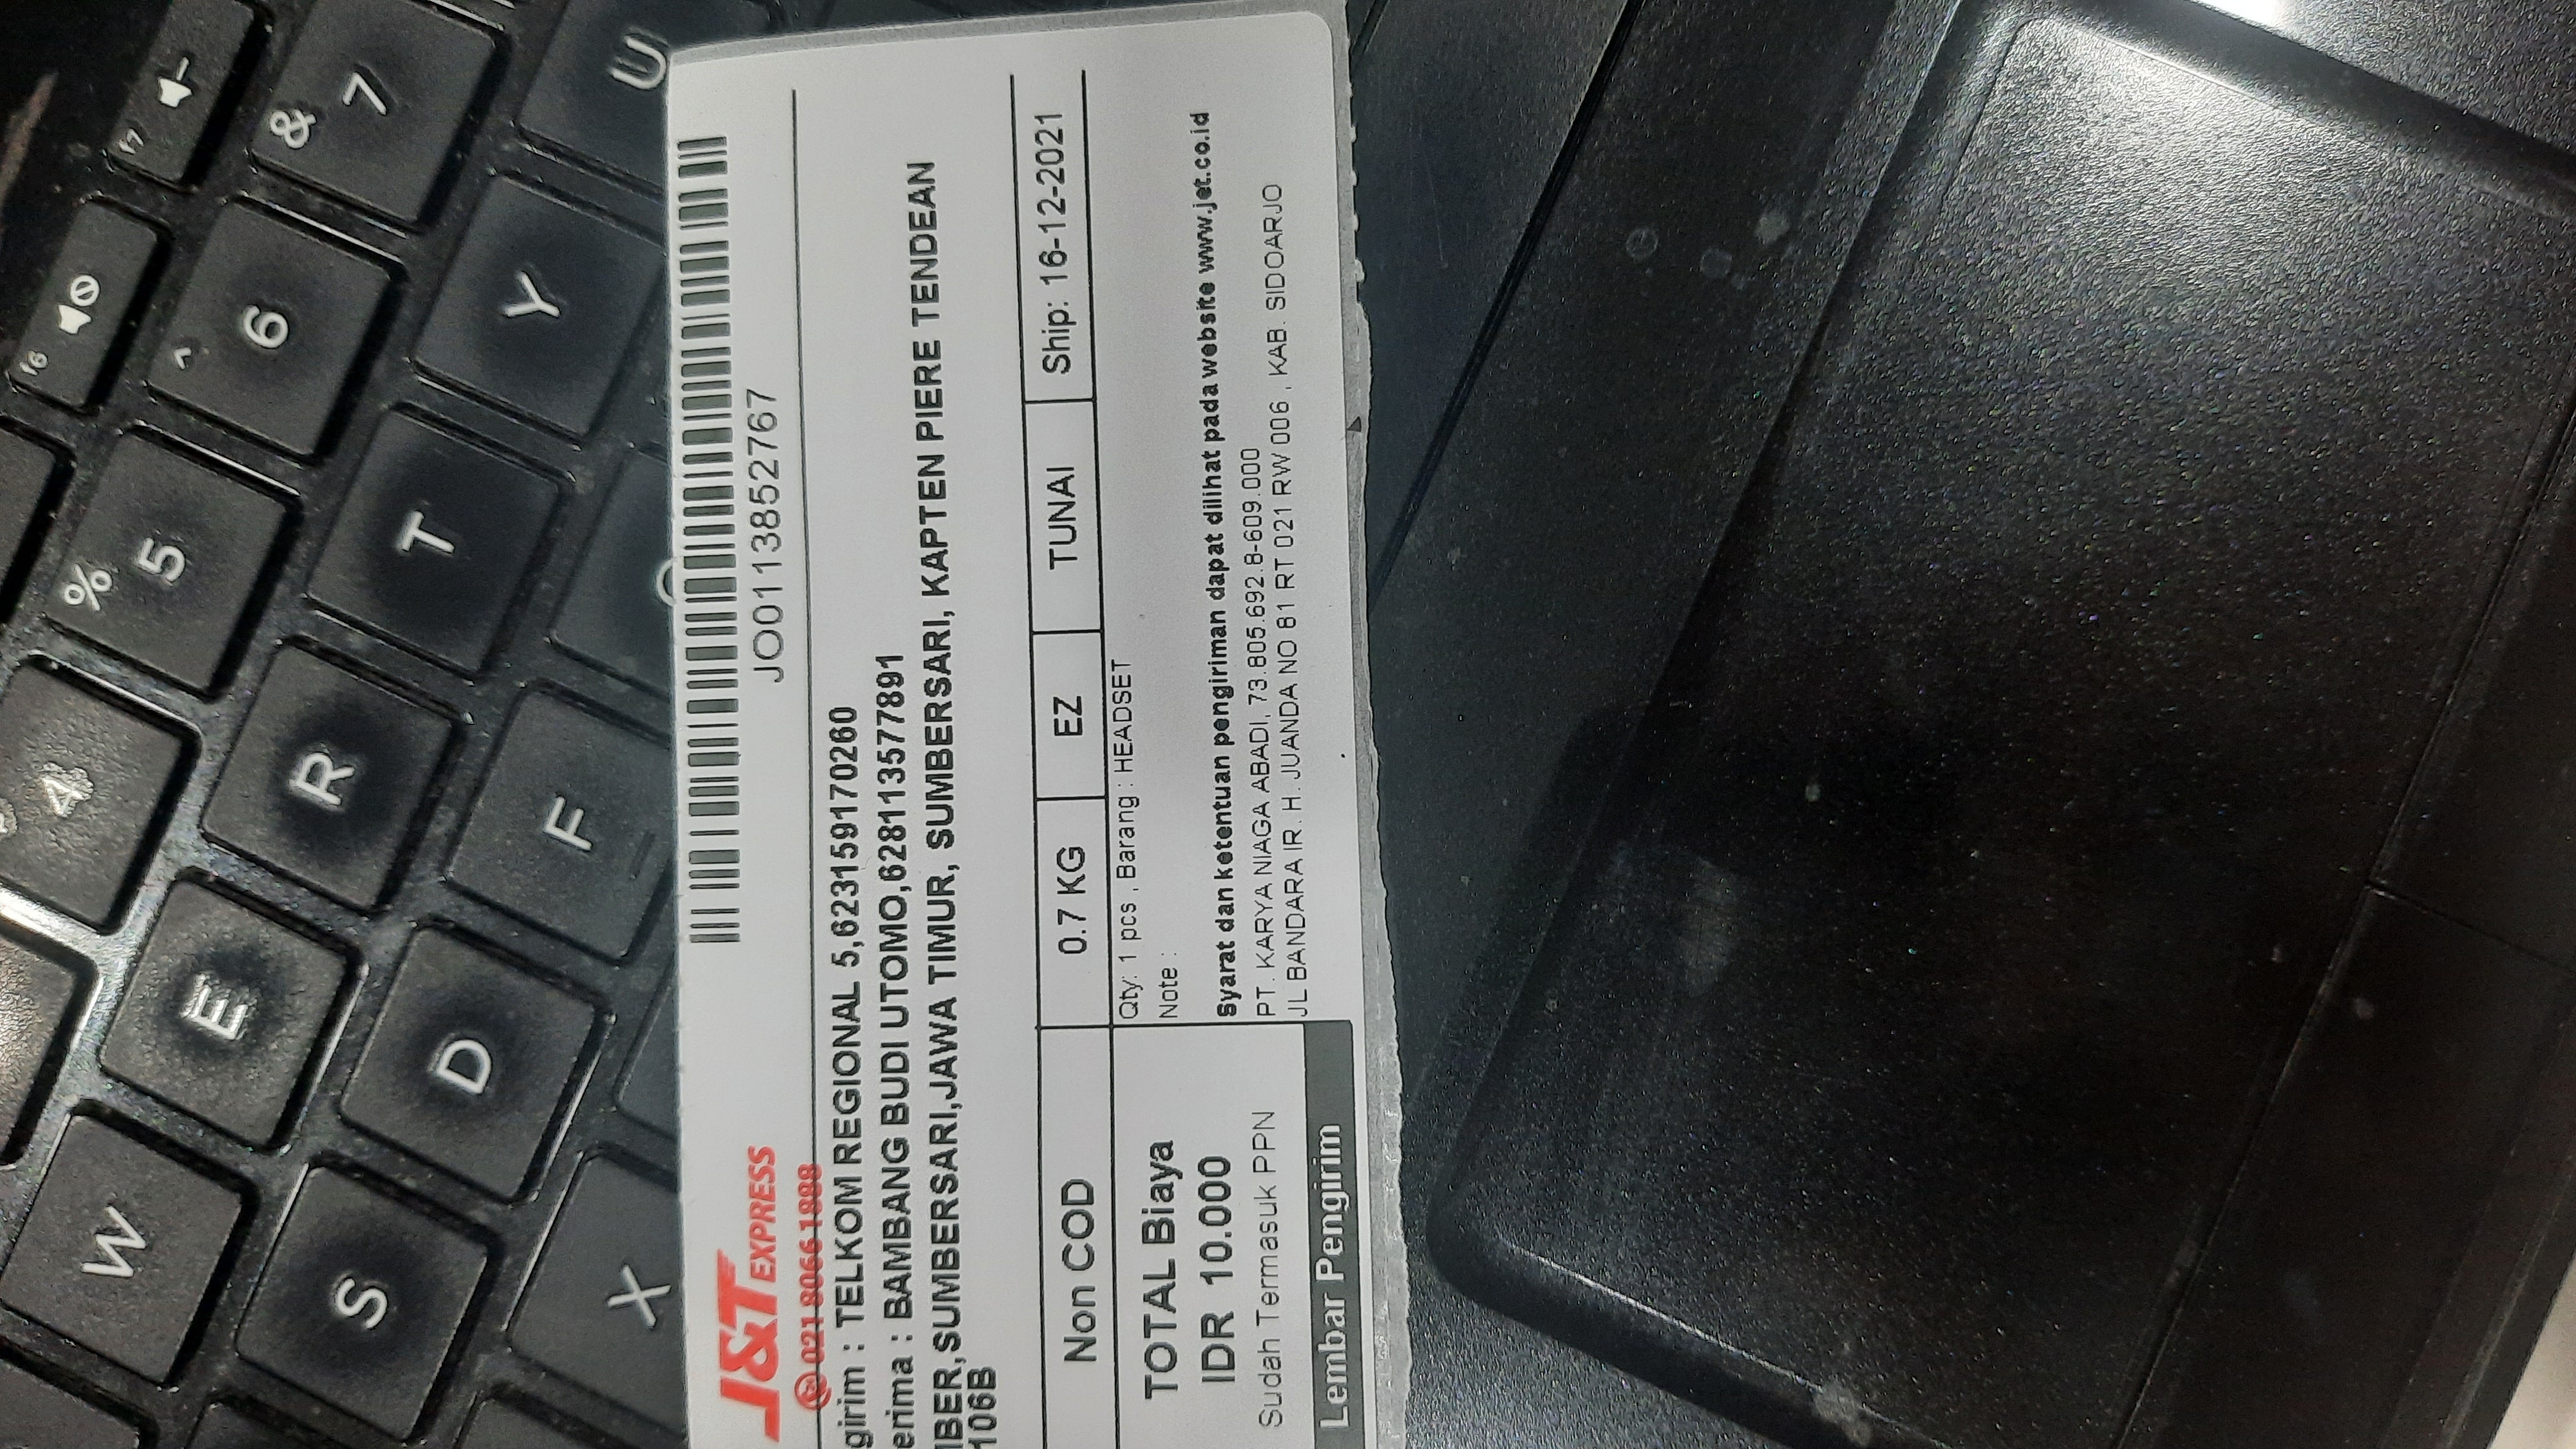 4
f6
W
%
5
f7
E
^
6
R
&
7
S
T
D
Y
F
U
X
J&T EXPRESS
JO0113852767
021 8066 1888
girim : TELKOM REGIONAL 5,623159170260
erima : BAMBANG BUDI UTOMO,628113577891
IBER,SUMBERSARI,JAWA TIMUR, SUMBERSARI, KAPTEN PIERE TENDEAN
106B
Non COD
0.7 KG
EZ
TUNAI
Ship: 16-12-2021
Qty: 1 pcs , Barang : HEADSET
TOTAL Biaya
Note :
IDR 10.000
Syarat dan ketentuan pengiriman dapat dilihat pada website www.jet.co.id
Sudah Termasuk PPN
PT. KARYA NIAGA ABADI, 73.805.692.8-609.000
JL BANDARA IR. H. JUANDA NO 81 RT 021 RW 006 , KAB. SIDOARJO
Lembar Pengirim